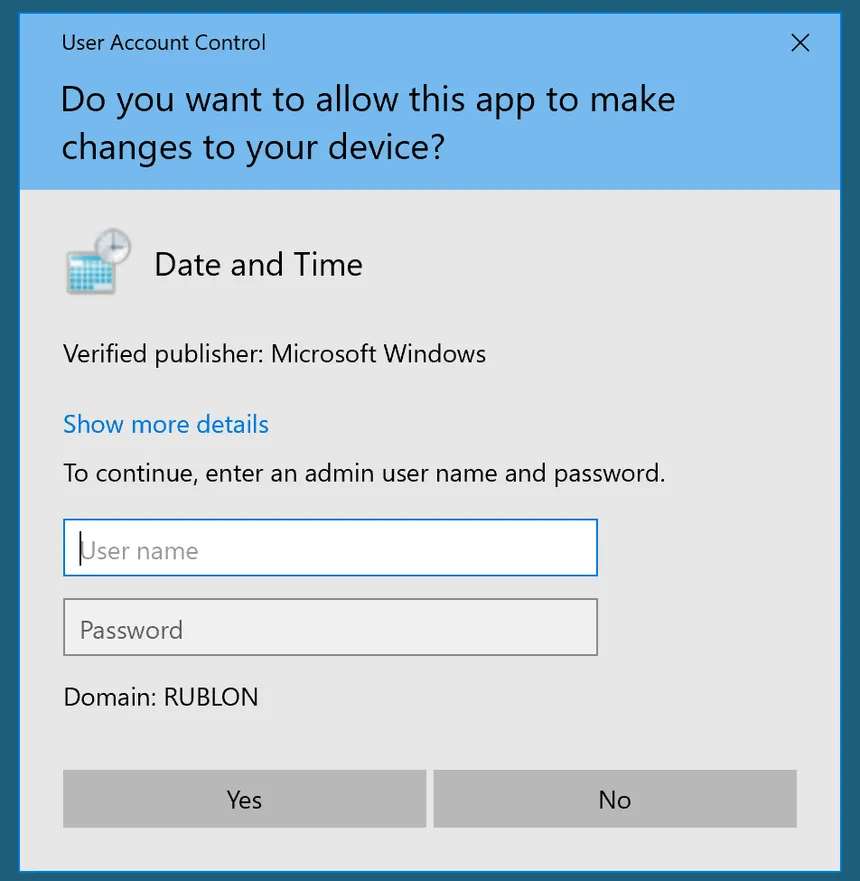 User Account Control
Do you want to allow this app to make
changes to your device?
Date and Time
Verified publisher: Microsoft Windows
Show more details
To continue, enter an admin user name and password.
User name
Password
Domain: RUBLON
Yes
No